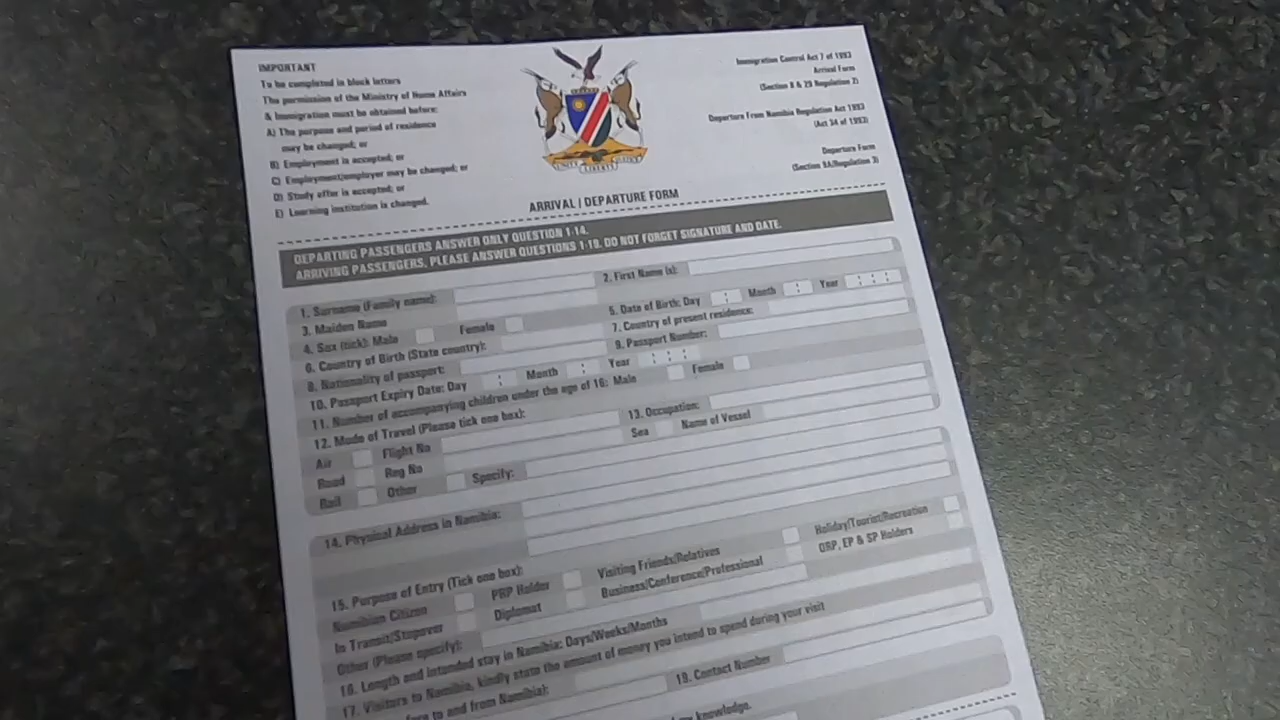 IMPORTANT
To be completed in block letters
The permission of the Ministry of Home Affairs
& Immigration must be obtained before:
A) The purpose and period of residence
may be changed; or
B) Employment is accepted; or
C) Employment/employer may be changed; or
D) Study offer is accepted; or
E) Learning institution is changed.
Immigration Control Act 7 of 1993
Arrival Form
(Section 8 & 29 Regulation 2)
Departure From Namibia Regulation Act 1993
(Act 34 of 1993)
Departure Form
(Section 9A/Regulation 3)
UNITY LIBERTY JUSTICE
ARRIVAL | DEPARTURE FORM
DEPARTING PASSENGERS ANSWER ONLY QUESTION 1-14.
ARRIVING PASSENGERS, PLEASE ANSWER QUESTIONS 1-19. DO NOT FORGET SIGNATURE AND DATE.
1. Surname (Family name): 2. First Name (s):
3. Maiden Name
4. Sex (tick): Male Female 5. Date of Birth: Day Month Year
6. Country of Birth (State country): 7. Country of present residence:
8. Nationality of passport: 9. Passport Number:
10. Passport Expiry Date: Day Month Year
11. Number of accompanying children under the age of 16: Male Female
12. Mode of Travel (Please tick one box): 13. Occupation:
Air Flight No Sea Name of Vessel
Road Reg No
Rail Other Specify:
14. Physical Address in Namibia:
15. Purpose of Entry (Tick one box):
Namibian Citizen PRP Holder Visiting Friends/Relatives Holiday/Tourist/Recreation
In Transit/Stopover Diplomat Business/Conference/Professional ORP, EP & SP Holders
Other (Please specify):
16. Length and intended stay in Namibia: Days/Weeks/Months
17. Visitors to Namibia, kindly state the amount of money you intend to spend during your visit
to and from Namibia): 19. Contact Number
knowledge.